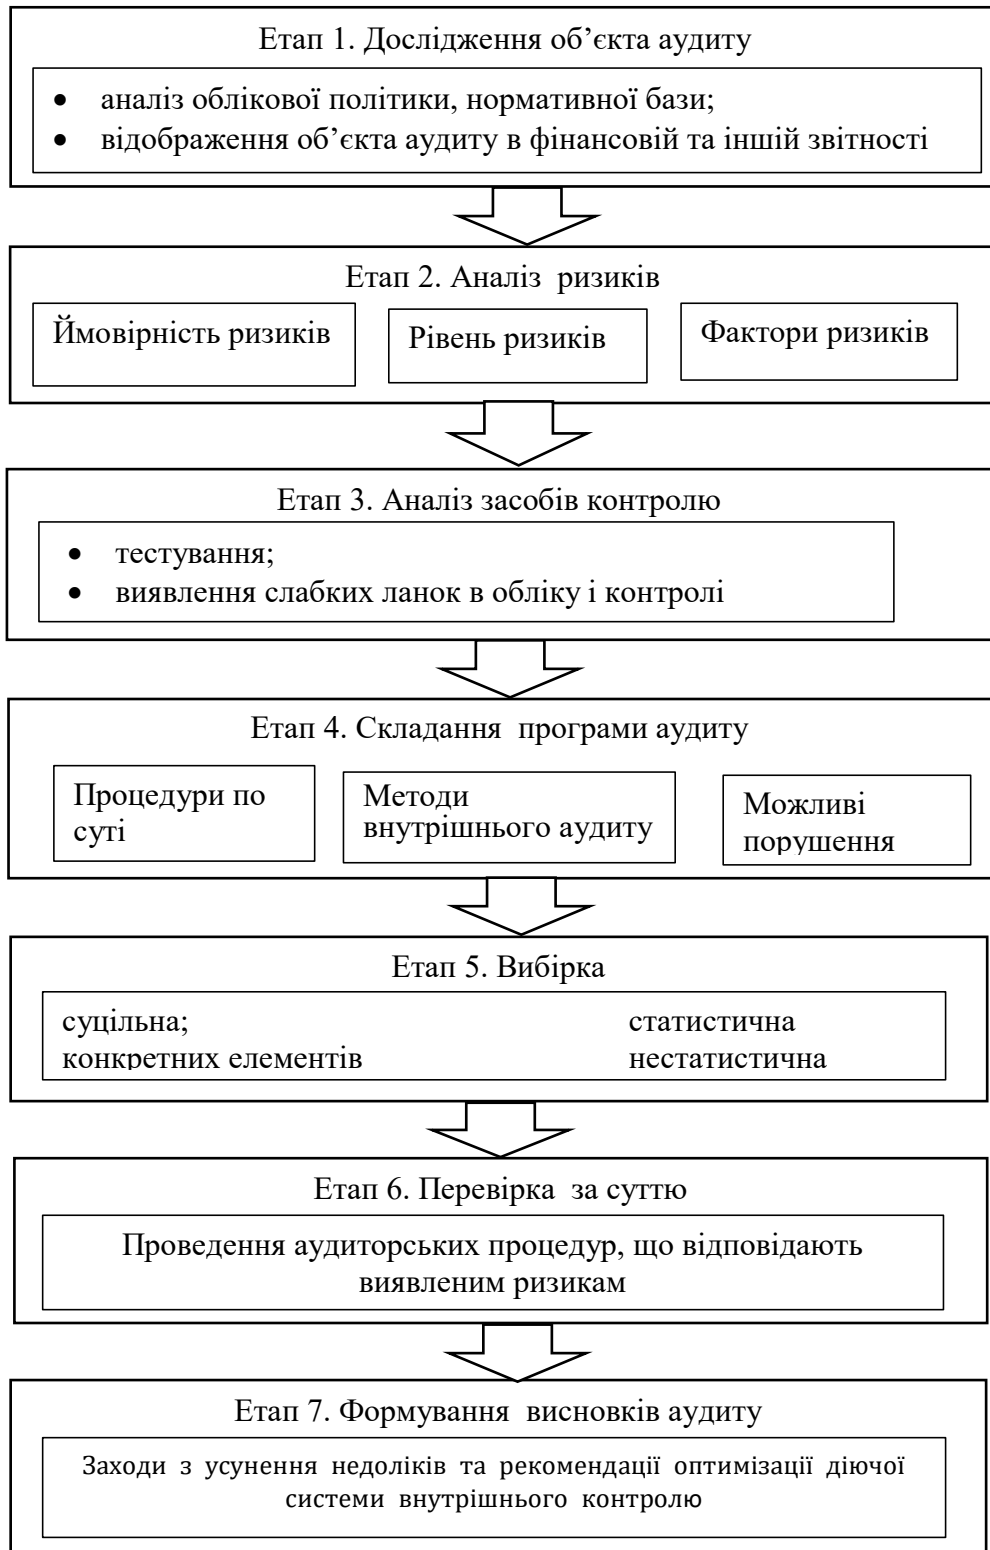 Етап 1. Дослідження об’єкта аудиту
• аналіз облікової політики, нормативної бази;
• відображення об’єкта аудиту в фінансовій та іншій звітності
Етап 2. Аналіз ризиків
Ймовірність ризиків
Рівень ризиків
Фактори ризиків
Етап 3. Аналіз засобів контролю
• тестування;
• виявлення слабких ланок в обліку і контролі
Етап 4. Складання програми аудиту
Процедури по
суті
Методи
внутрішнього аудиту
Можливі
порушення
Етап 5. Вибірка
суцільна; статистична
конкретних елементів нестатистична
Етап 6. Перевірка за суттю
Проведення аудиторських процедур, що відповідають
виявленим ризикам
Етап 7. Формування висновків аудиту
Заходи з усунення недоліків та рекомендації оптимізації діючої
системи внутрішнього контролю